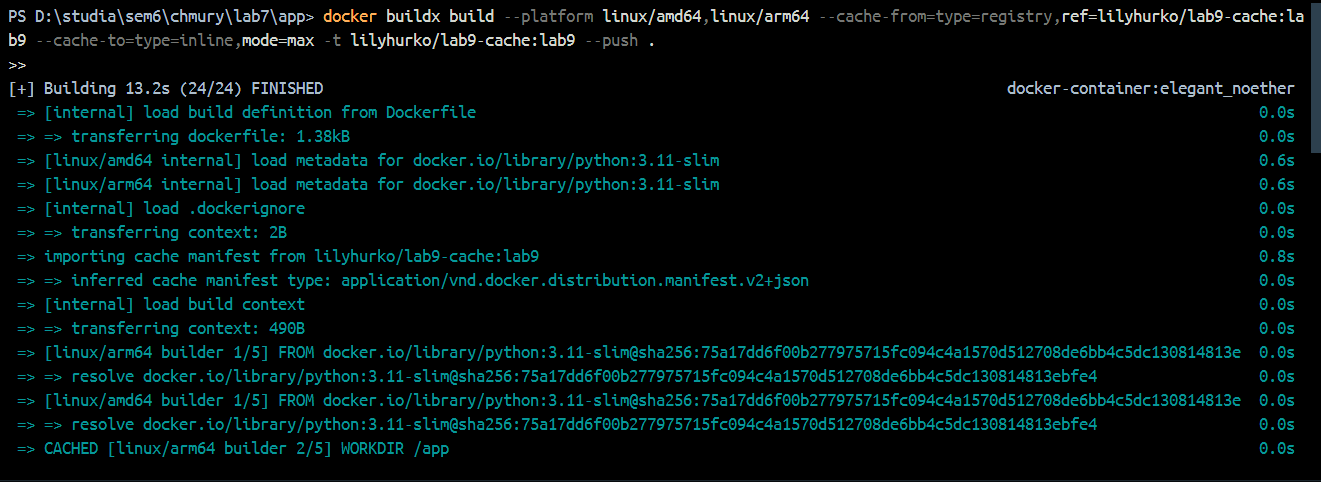 PS D:\studia\sem6\chmury\lab7\app> docker buildx build --platform linux/amd64,linux/arm64 --cache-from=type=registry,ref=lilyhurko/lab9-cache:la
b9 --cache-to=type=inline,mode=max -t lilyhurko/lab9-cache:lab9 --push .
>>
[+] Building 13.2s (24/24) FINISHED docker-container:elegant_noether
=> [internal] load build definition from Dockerfile 0.0s
=> => transferring dockerfile: 1.38kB 0.0s
=> [linux/amd64 internal] load metadata for docker.io/library/python:3.11-slim 0.6s
=> [linux/arm64 internal] load metadata for docker.io/library/python:3.11-slim 0.6s
=> [internal] load .dockerignore 0.0s
=> => transferring context: 2B 0.0s
=> importing cache manifest from lilyhurko/lab9-cache:lab9 0.8s
=> => inferred cache manifest type: application/vnd.docker.distribution.manifest.v2+json 0.0s
=> [internal] load build context 0.0s
=> => transferring context: 490B 0.0s
=> [linux/arm64 builder 1/5] FROM docker.io/library/python:3.11-slim@sha256:75a17dd6f00b277975715fc094c4a1570d512708de6bb4c5dc130814813e 0.0s
=> => resolve docker.io/library/python:3.11-slim@sha256:75a17dd6f00b277975715fc094c4a1570d512708de6bb4c5dc130814813ebfe4 0.0s
=> [linux/amd64 builder 1/5] FROM docker.io/library/python:3.11-slim@sha256:75a17dd6f00b277975715fc094c4a1570d512708de6bb4c5dc130814813e 0.0s
=> => resolve docker.io/library/python:3.11-slim@sha256:75a17dd6f00b277975715fc094c4a1570d512708de6bb4c5dc130814813ebfe4 0.0s
=> CACHED [linux/arm64 builder 2/5] WORKDIR /app 0.0s